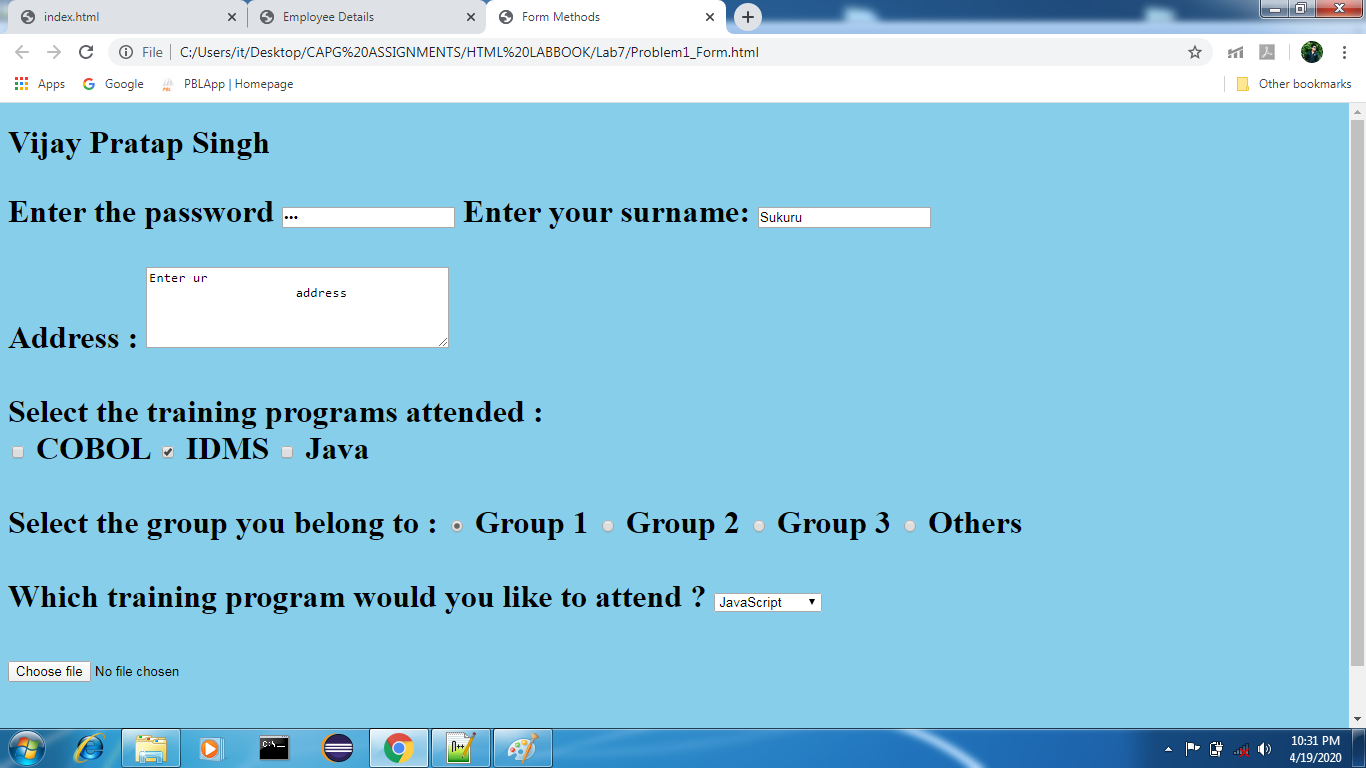 index.html Employee Details Form Methods
File C:/Users/it/Desktop/CAPG%20ASSIGNMENTS/HTML%20LABBOOK/Lab7/Problem1_Form.html
Apps Google PBL PBLApp | Homepage Other bookmarks
Vijay Pratap Singh
Enter the password ••• Enter your surname: Sukuru
Enter ur
address
Address :
Select the training programs attended :
COBOL IDMS Java
Select the group you belong to : Group 1 Group 2 Group 3 Others
Which training program would you like to attend ? JavaScript
Choose file No file chosen
10:31 PM
4/19/2020